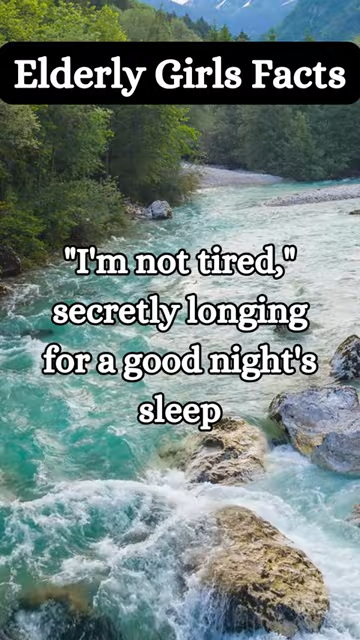 Elderly Girls Facts
"I'm not tired,"
secretly longing
for a good night's
sleep